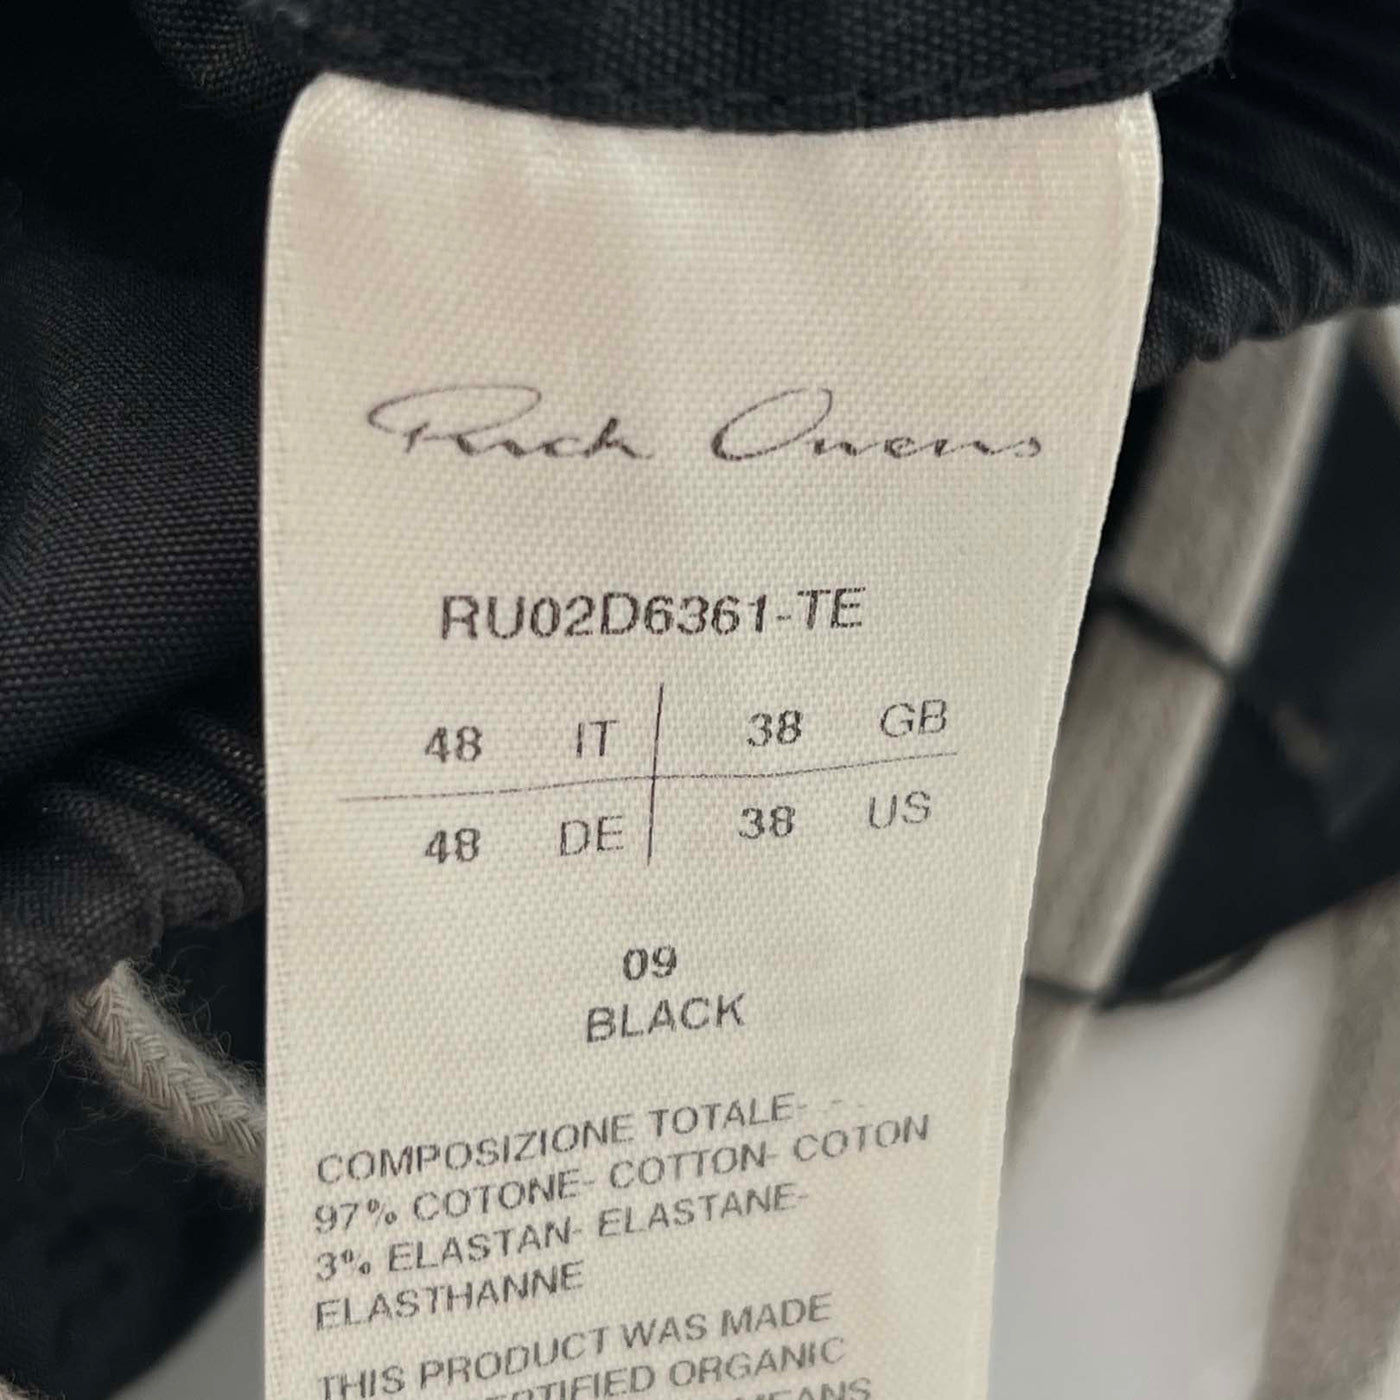 Rick Owens
RU02D6361-TE
48 IT 38 GB
48 DE 38 US
09
BLACK
COMPOSIZIONE TOTALE-
97% COTONE- COTTON- COTON
3% ELASTAN- ELASTANE-
ELASTHANNE
THIS PRODUCT WAS MADE
ORGANIC